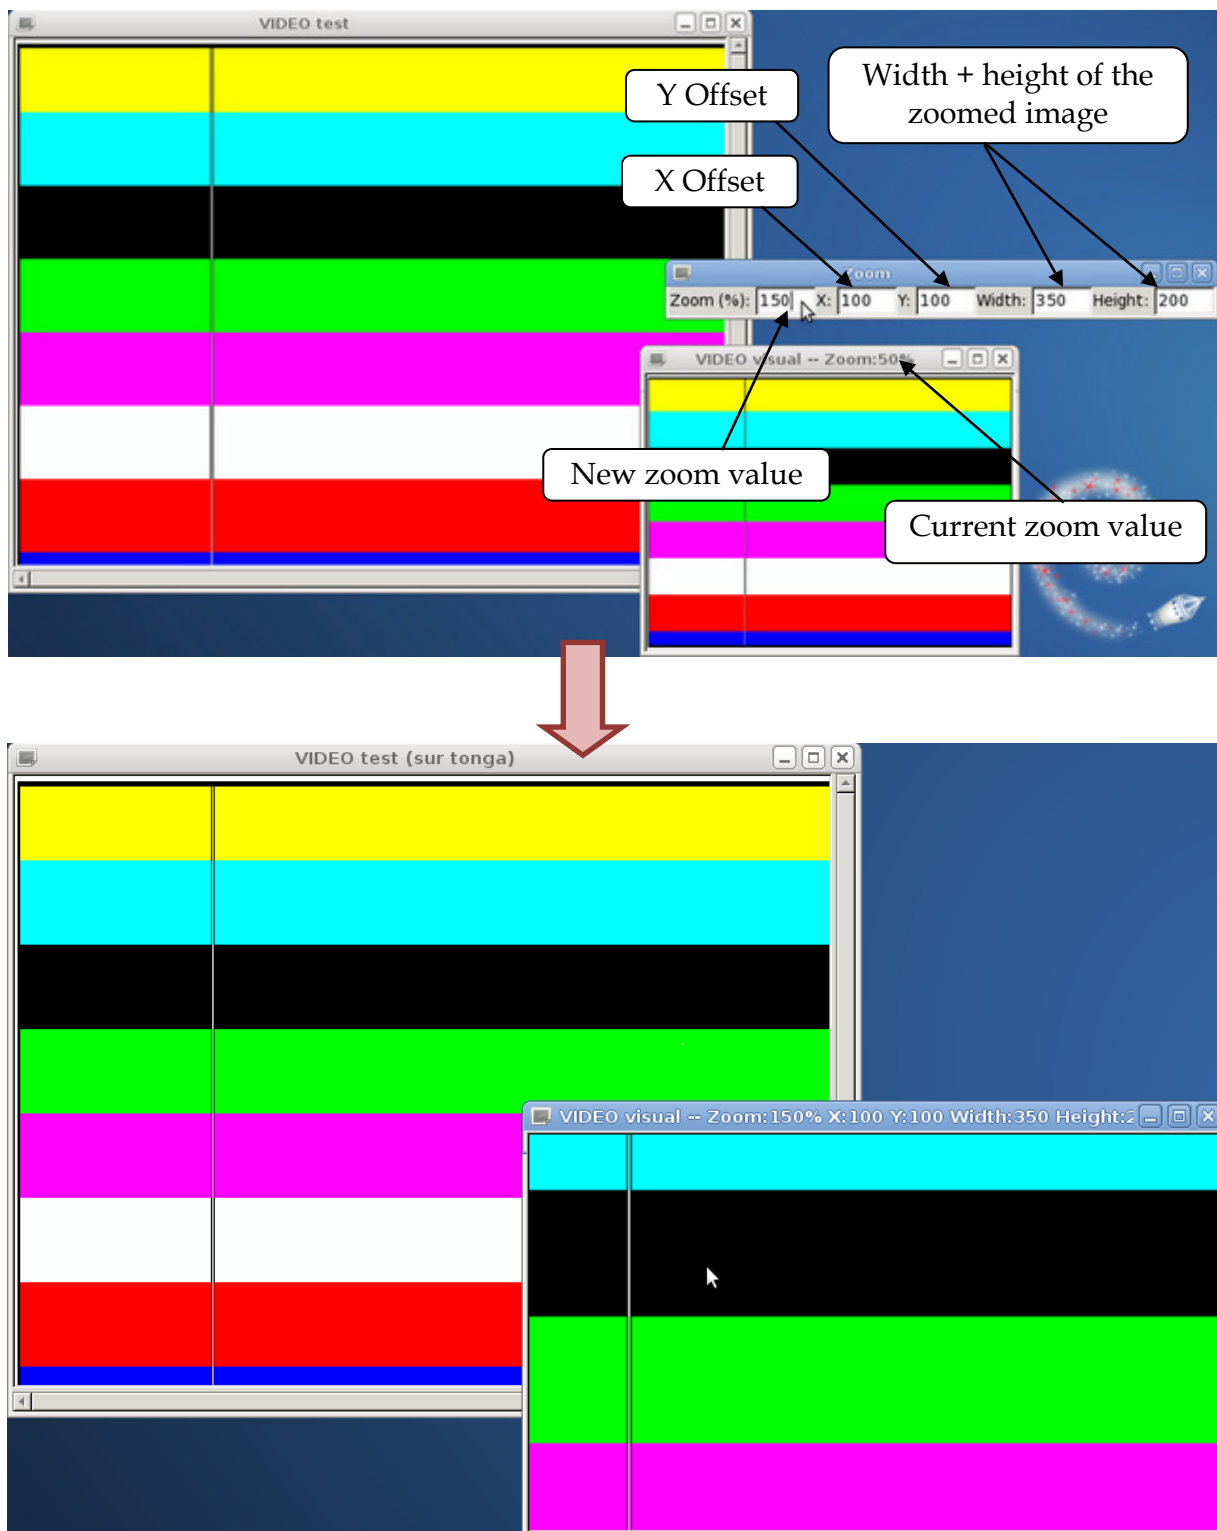 VIDEO test
Y Offset
Width + height of the
zoomed image
X Offset
Zoom
Zoom (%): 150 X: 100 Y: 100 Width: 350 Height: 200
VIDEO visual -- Zoom:50%
New zoom value
Current zoom value
VIDEO test (sur tonga)
VIDEO visual -- Zoom:150% X:100 Y:100 Width:350 Height:2